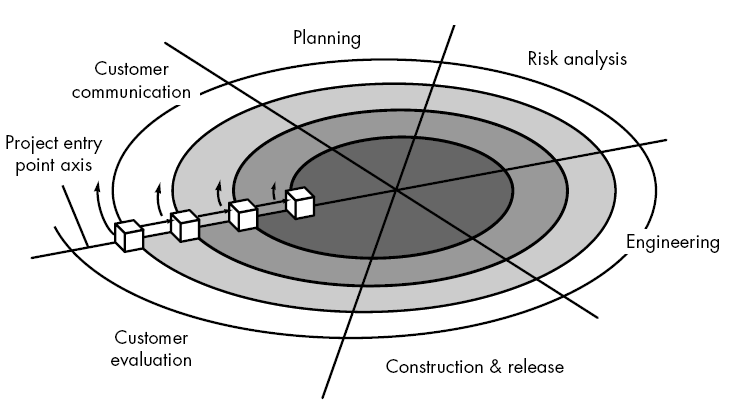 Planning
Risk analysis
Customer
communication
Project entry
point axis
Engineering
Customer
evaluation
Construction & release